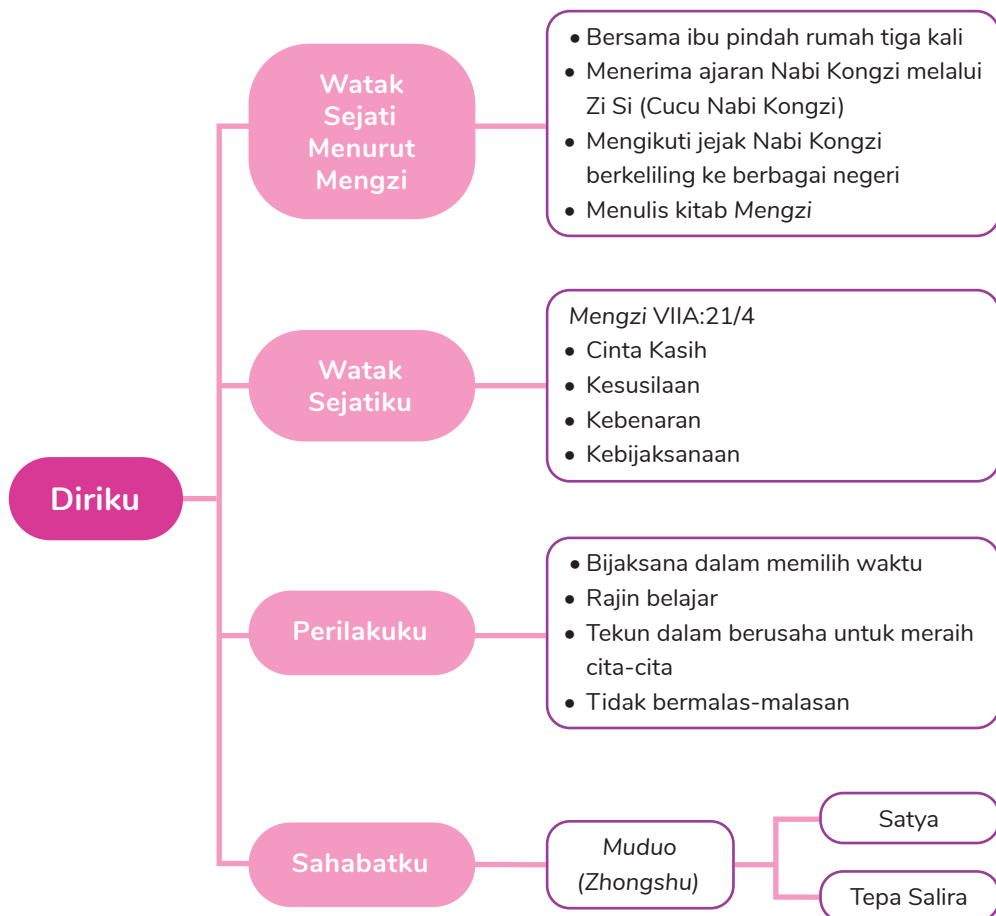 Diriku
Watak
Sejati
Menurut
Mengzi
• Bersama ibu pindah rumah tiga kali
• Menerima ajaran Nabi Kongzi melalui
Zi Si (Cucu Nabi Kongzi)
• Mengikuti jejak Nabi Kongzi
berkeliling ke berbagai negeri
• Menulis kitab Mengzi
Watak
Sejatiku
Mengzi VIIA:21/4
• Cinta Kasih
• Kesusilaan
• Kebenaran
• Kebijaksanaan
Perilakuku
• Bijaksana dalam memilih waktu
• Rajin belajar
• Tekun dalam berusaha untuk meraih
cita-cita
• Tidak bermalas-malasan
Sahabatku
Muduo
(Zhongshu)
Satya
Tepa Salira